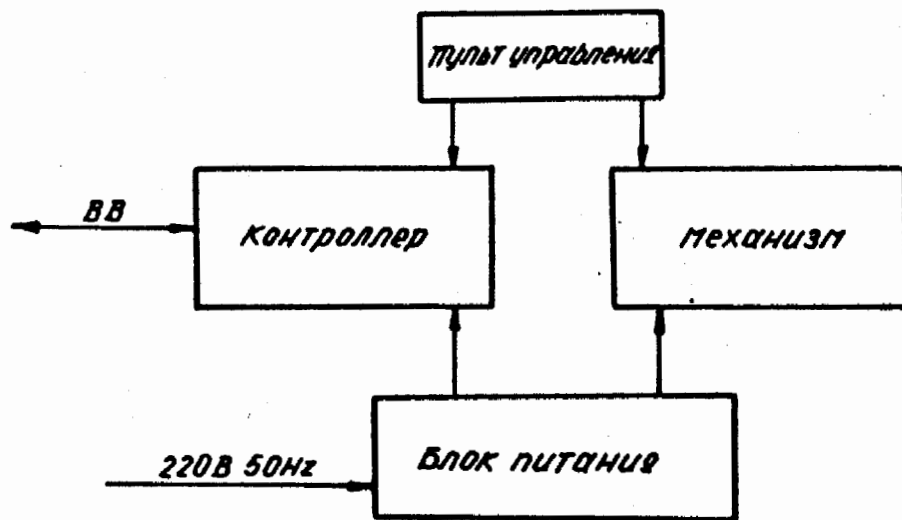 Пульт управления
ВВ
контроллер
механизм
220В 50Hz
Блок питания